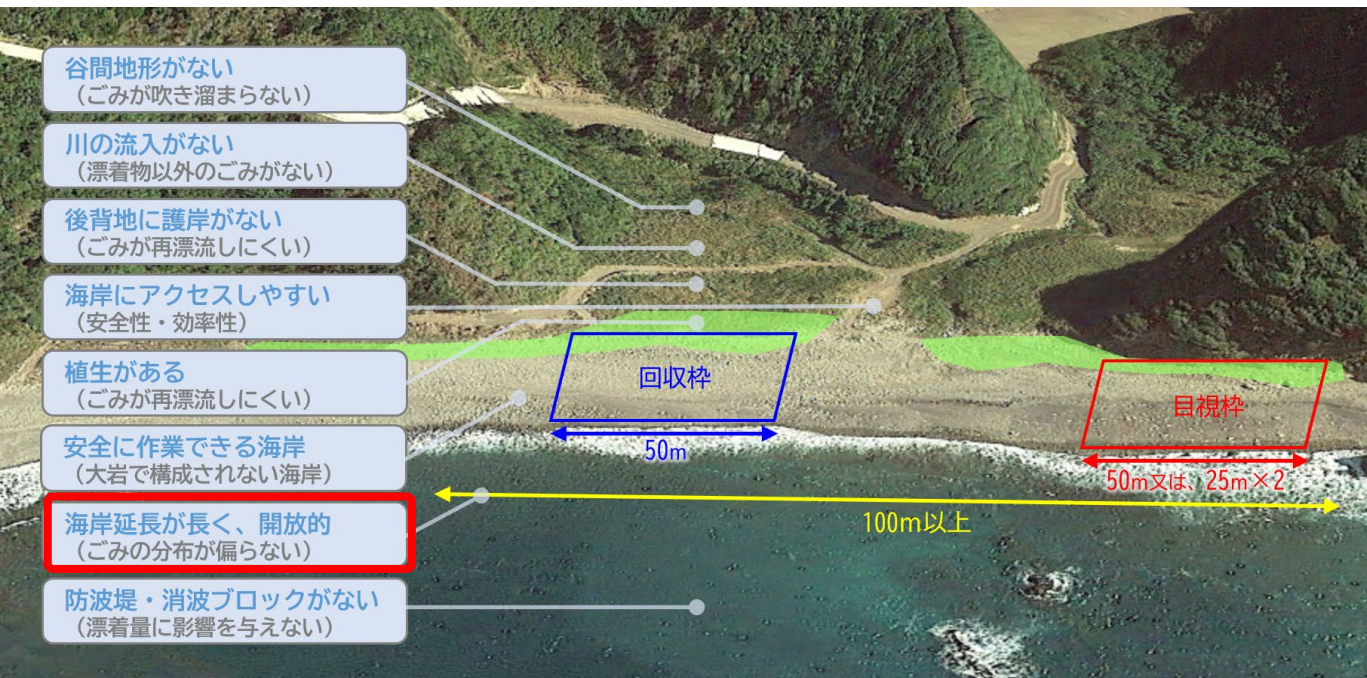 谷間地形がない
（ごみが吹き溜まらない）
川の流入がない
（漂着物以外のごみがない）
後背地に護岸がない
（ごみが再漂流しにくい）
海岸にアクセスしやすい
（安全性・効率性）
植生がある
（ごみが再漂流しにくい）
安全に作業できる海岸
（大岩で構成されない海岸）
海岸延長が長く、開放的
（ごみの分布が偏らない）
防波堤・消波ブロックがない
（漂着量に影響を与えない）
回収枠
50m
目視枠
50m又は、25m×2
100m以上